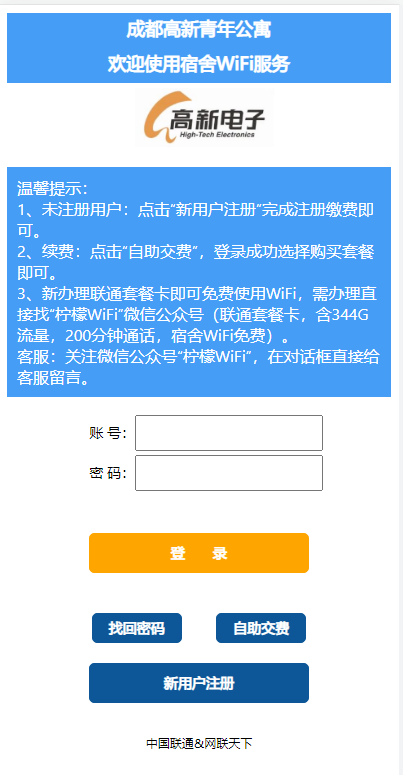 成都高新青年公寓
欢迎使用宿舍WiFi服务
高新电子
High-Tech Electronics
温馨提示：
1、未注册用户：点击“新用户注册”完成注册缴费即
可。
2、续费：点击“自助交费”，登录成功选择购买套餐
即可。
3、新办理联通套餐卡即可免费使用WiFi，需办理直
接找“柠檬WiFi”微信公众号（联通套餐卡，含344G
流量，200分钟通话，宿舍WiFi免费）。
客服：关注微信公众号“柠檬WiFi”，在对话框直接给
客服留言。
账 号：
密 码：
登 录
找回密码 自助交费
新用户注册
中国联通&网联天下